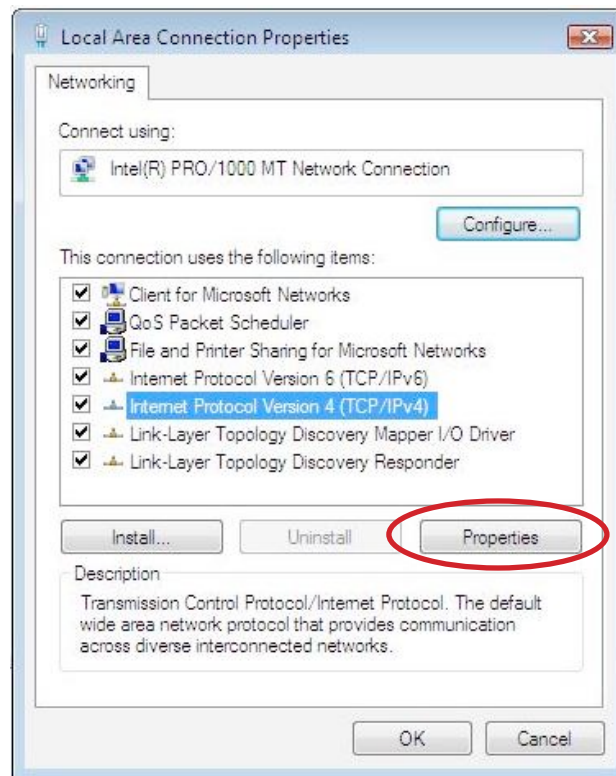 Local Area Connection Properties
Networking
Connect using:
Intel(R) PRO/1000 MT Network Connection
Configure...
This connection uses the following items:
Client for Microsoft Networks
QoS Packet Scheduler
File and Printer Sharing for Microsoft Networks
Internet Protocol Version 6 (TCP/IPv6)
Internet Protocol Version 4 (TCP/IPv4)
Link-Layer Topology Discovery Mapper I/O Driver
Link-Layer Topology Discovery Responder
Install... Uninstall Properties
Description
Transmission Control Protocol/Internet Protocol. The default
wide area network protocol that provides communication
across diverse interconnected networks.
OK Cancel